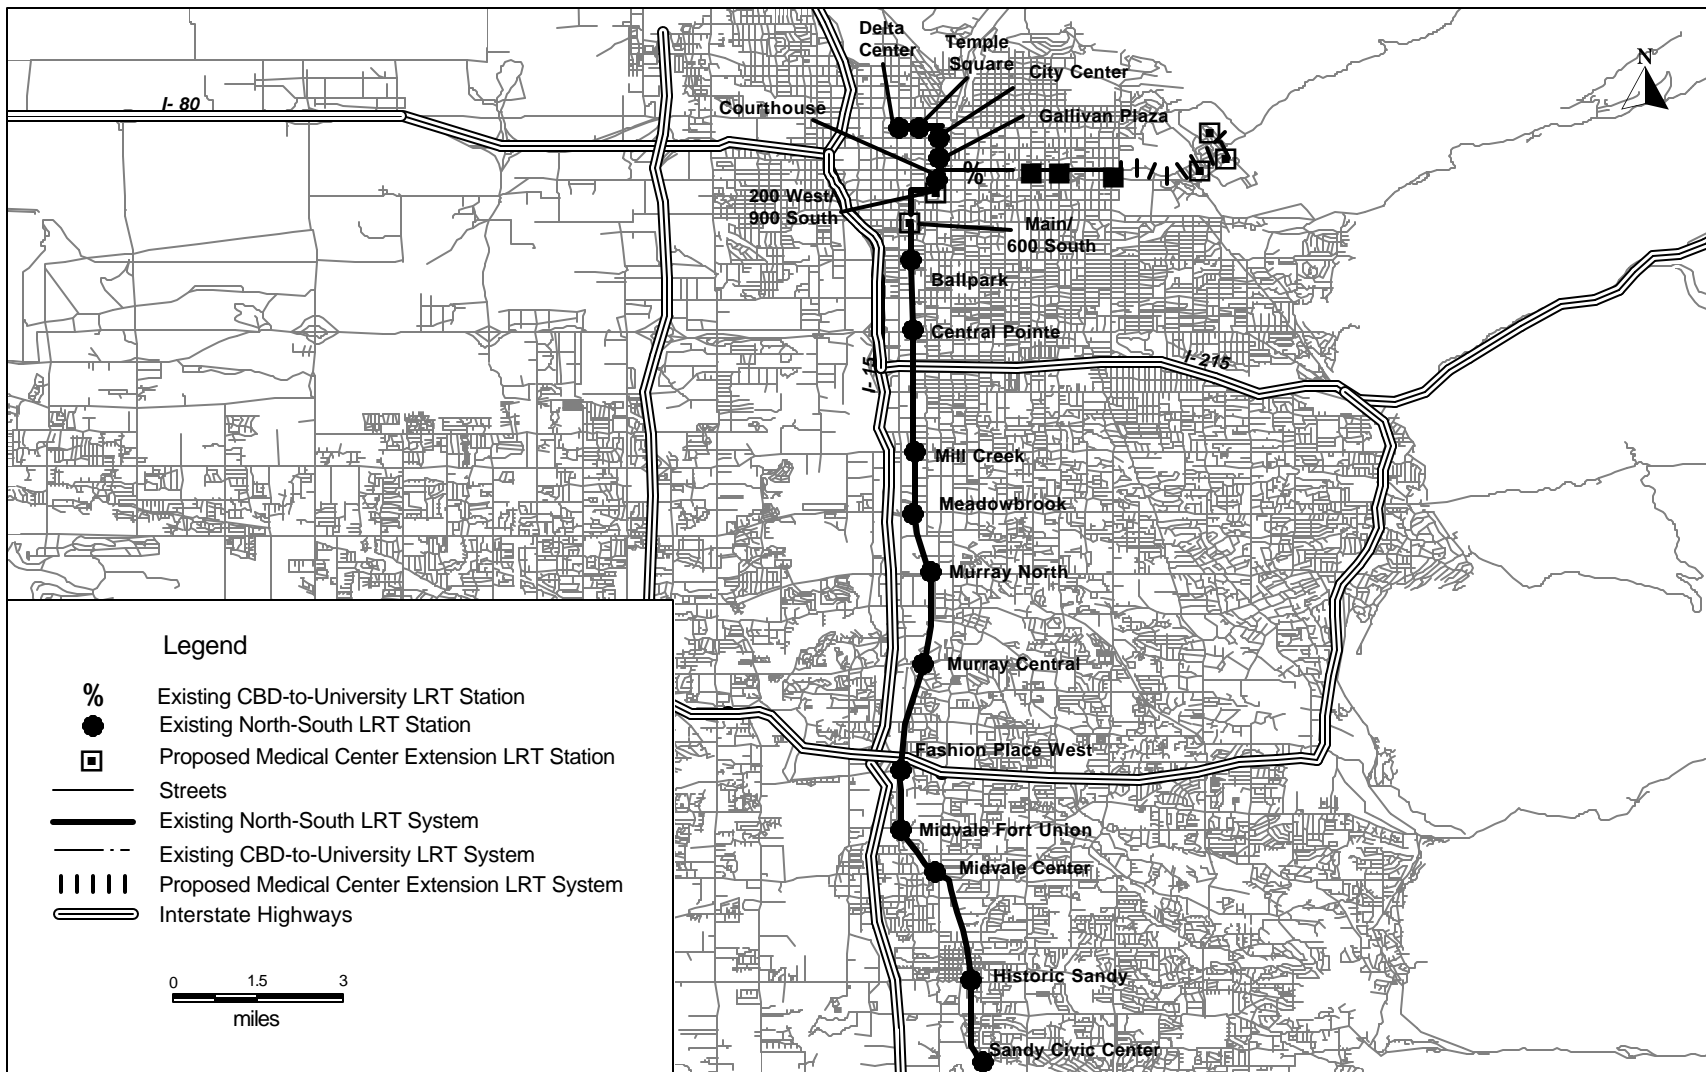 Delta
Center
Temple
Square
City Center
N
I- 80
Courthouse
Gallivan Plaza
%
200 West/
900 South
Main/
600 South
Ballpark
Central Pointe
I- 15
I- 215
Mill Creek
Meadowbrook
Murray North
Murray Central
Fashion Place West
Midvale Fort Union
Midvale Center
Historic Sandy
Sandy Civic Center
Legend
% Existing CBD-to-University LRT Station
Existing North-South LRT Station
Proposed Medical Center Extension LRT Station
Streets
Existing North-South LRT System
Existing CBD-to-University LRT System
Proposed Medical Center Extension LRT System
Interstate Highways
0 1.5 3
miles